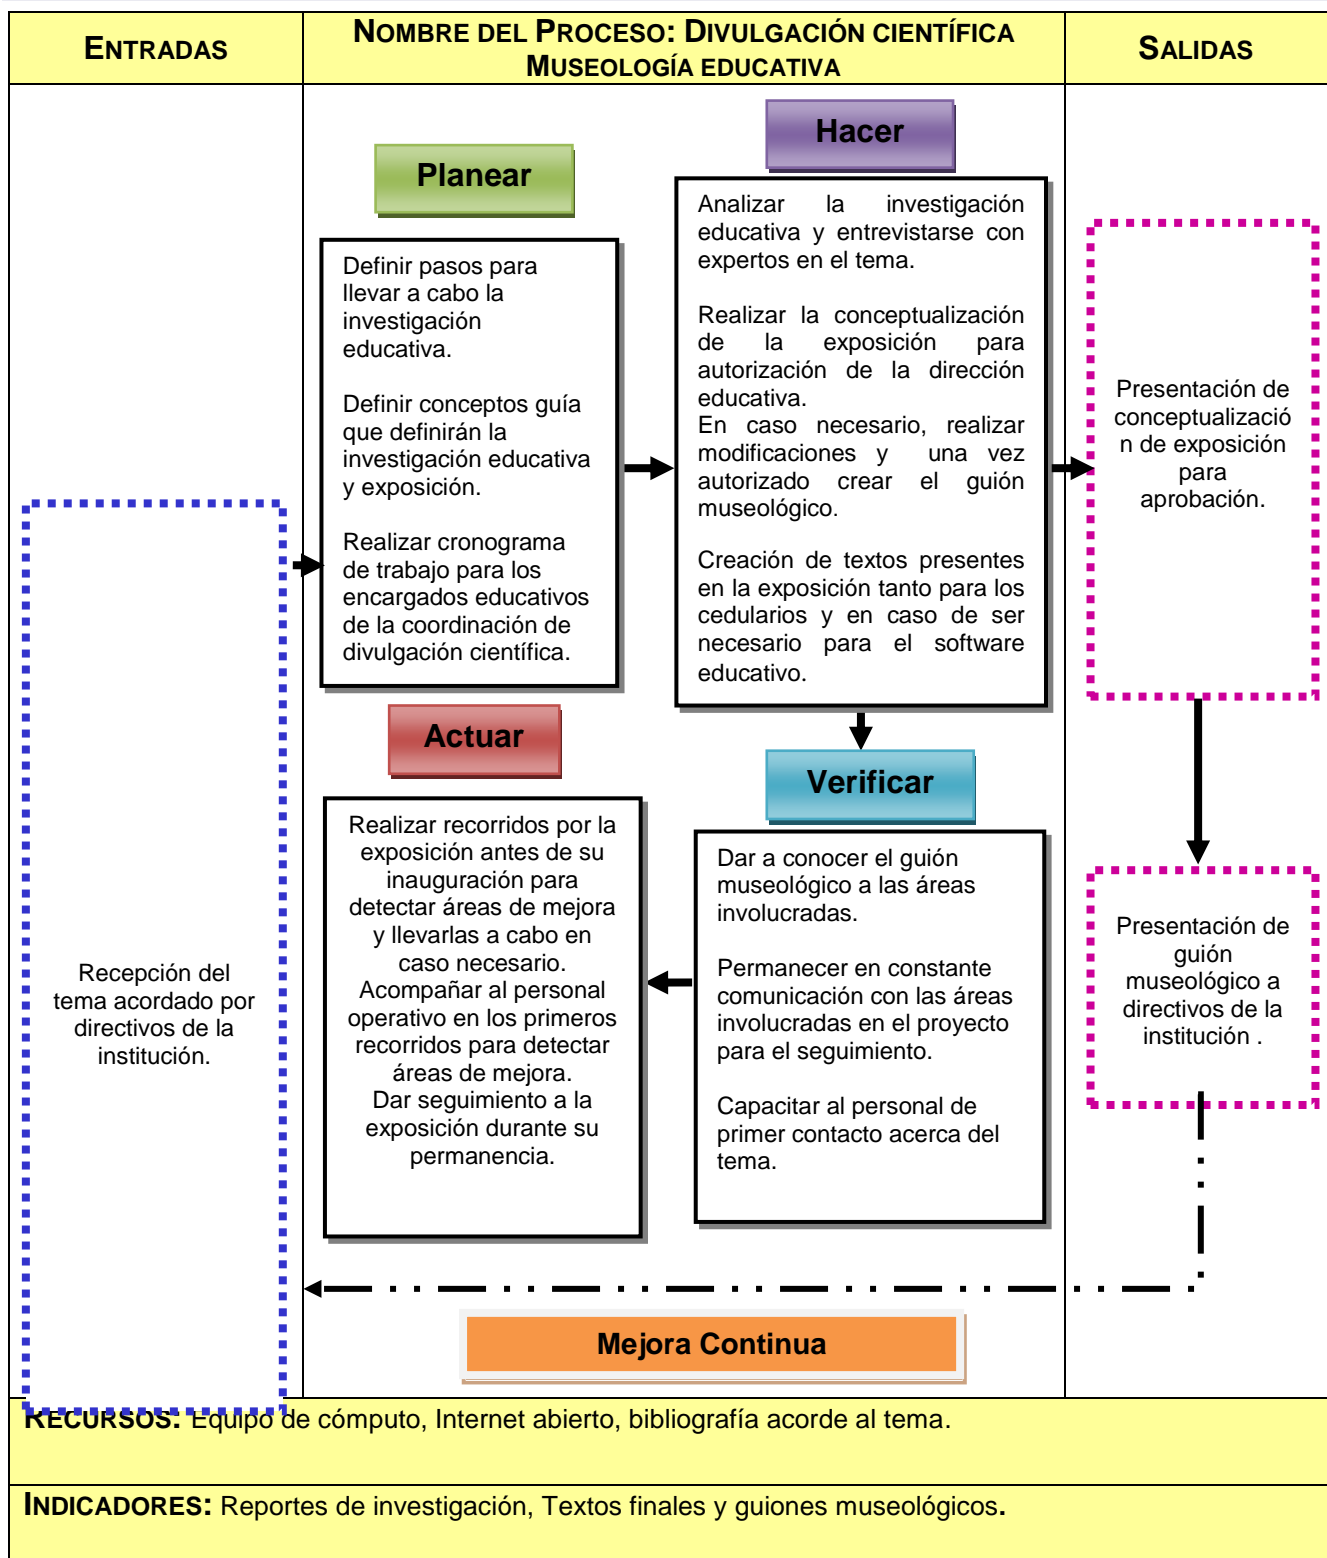 ENTRADAS
NOMBRE DEL PROCESO: DIVULGACIÓN CIENTÍFICA
MUSEOLOGÍA EDUCATIVA
SALIDAS
Recepción del
tema acordado por
directivos de la
institución.
Planear
Definir pasos para
llevar a cabo la
investigación
educativa.
Definir conceptos guía
que definirán la
investigación educativa
y exposición.
Realizar cronograma
de trabajo para los
encargados educativos
de la coordinación de
divulgación científica.
Hacer
Analizar la investigación
educativa y entrevistarse con
expertos en el tema.
Realizar la conceptualización
de la exposición para
autorización de la dirección
educativa.
En caso necesario, realizar
modificaciones y una vez
autorizado crear el guión
museológico.
Creación de textos presentes
en la exposición tanto para los
cedularios y en caso de ser
necesario para el software
educativo.
Actuar
Realizar recorridos por la
exposición antes de su
inauguración para
detectar áreas de mejora
y llevarlas a cabo en
caso necesario.
Acompañar al personal
operativo en los primeros
recorridos para detectar
áreas de mejora.
Dar seguimiento a la
exposición durante su
permanencia.
Verificar
Dar a conocer el guión
museológico a las áreas
involucradas.
Permanecer en constante
comunicación con las áreas
involucradas en el proyecto
para el seguimiento.
Capacitar al personal de
primer contacto acerca del
tema.
Presentación de
conceptualizació
n de exposición
para
aprobación.
Presentación de
guión
museológico a
directivos de la
institución .
Mejora Continua
RECURSOS: Equipo de cómputo, Internet abierto, bibliografía acorde al tema.
INDICADORES: Reportes de investigación, Textos finales y guiones museológicos.